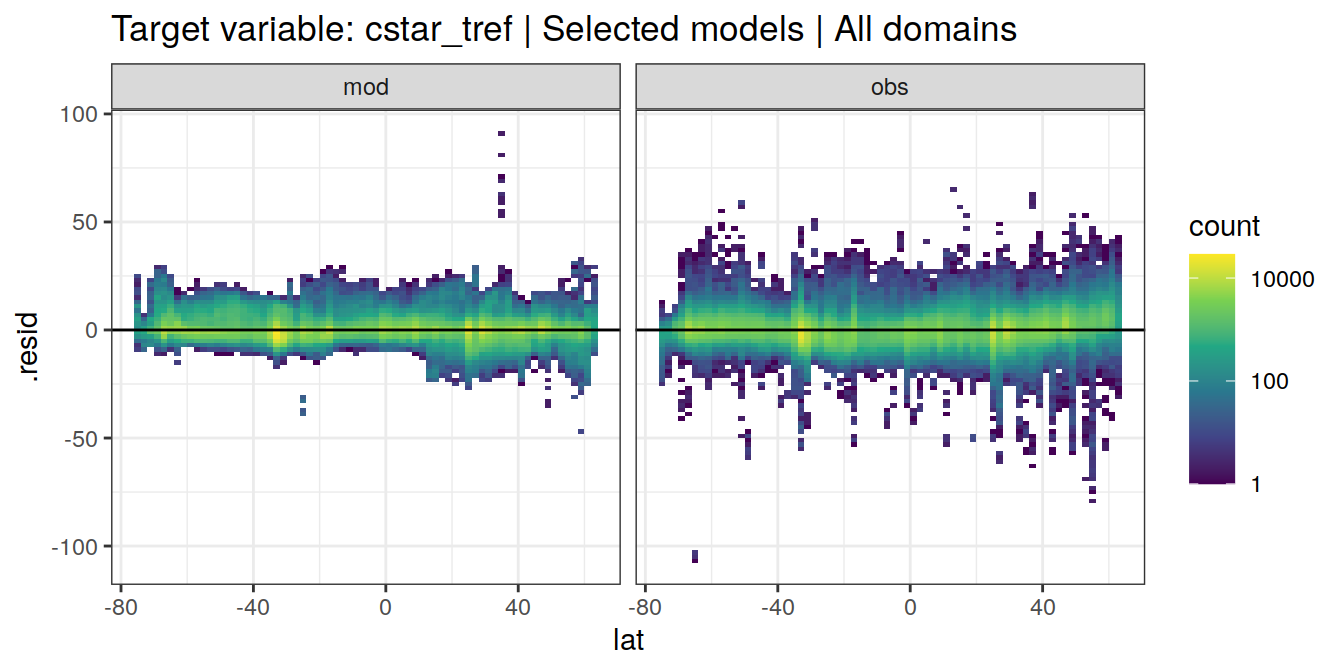 Target variable: cstar_tref | Selected models | All domains
mod
obs
100
50
0
-50
-100
.resid
-80
-40
0
40
-80
-40
0
40
lat
count
10000
100
1